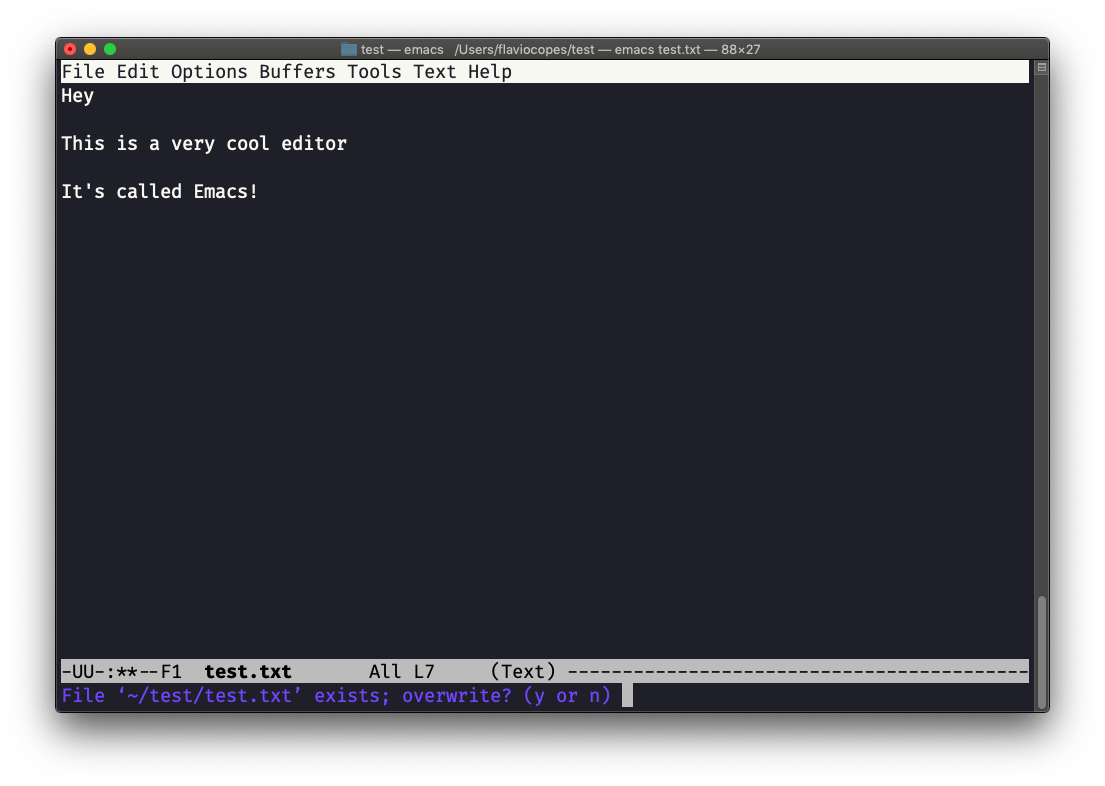 test — emacs /Users/flaviocopes/test — emacs test.txt — 88×27
File Edit Options Buffers Tools Text Help
Hey
This is a very cool editor
It's called Emacs!
-UU-:**--F1  test.txt       All L7     (Text) ------------------------------------------
File ‘~/test/test.txt’ exists; overwrite? (y or n)